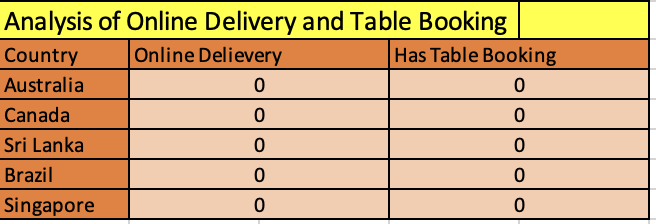 Analysis of Online Delivery and Table Booking
Country Online Delievery Has Table Booking
Australia 0 0
Canada 0 0
Sri Lanka 0 0
Brazil 0 0
Singapore 0 0